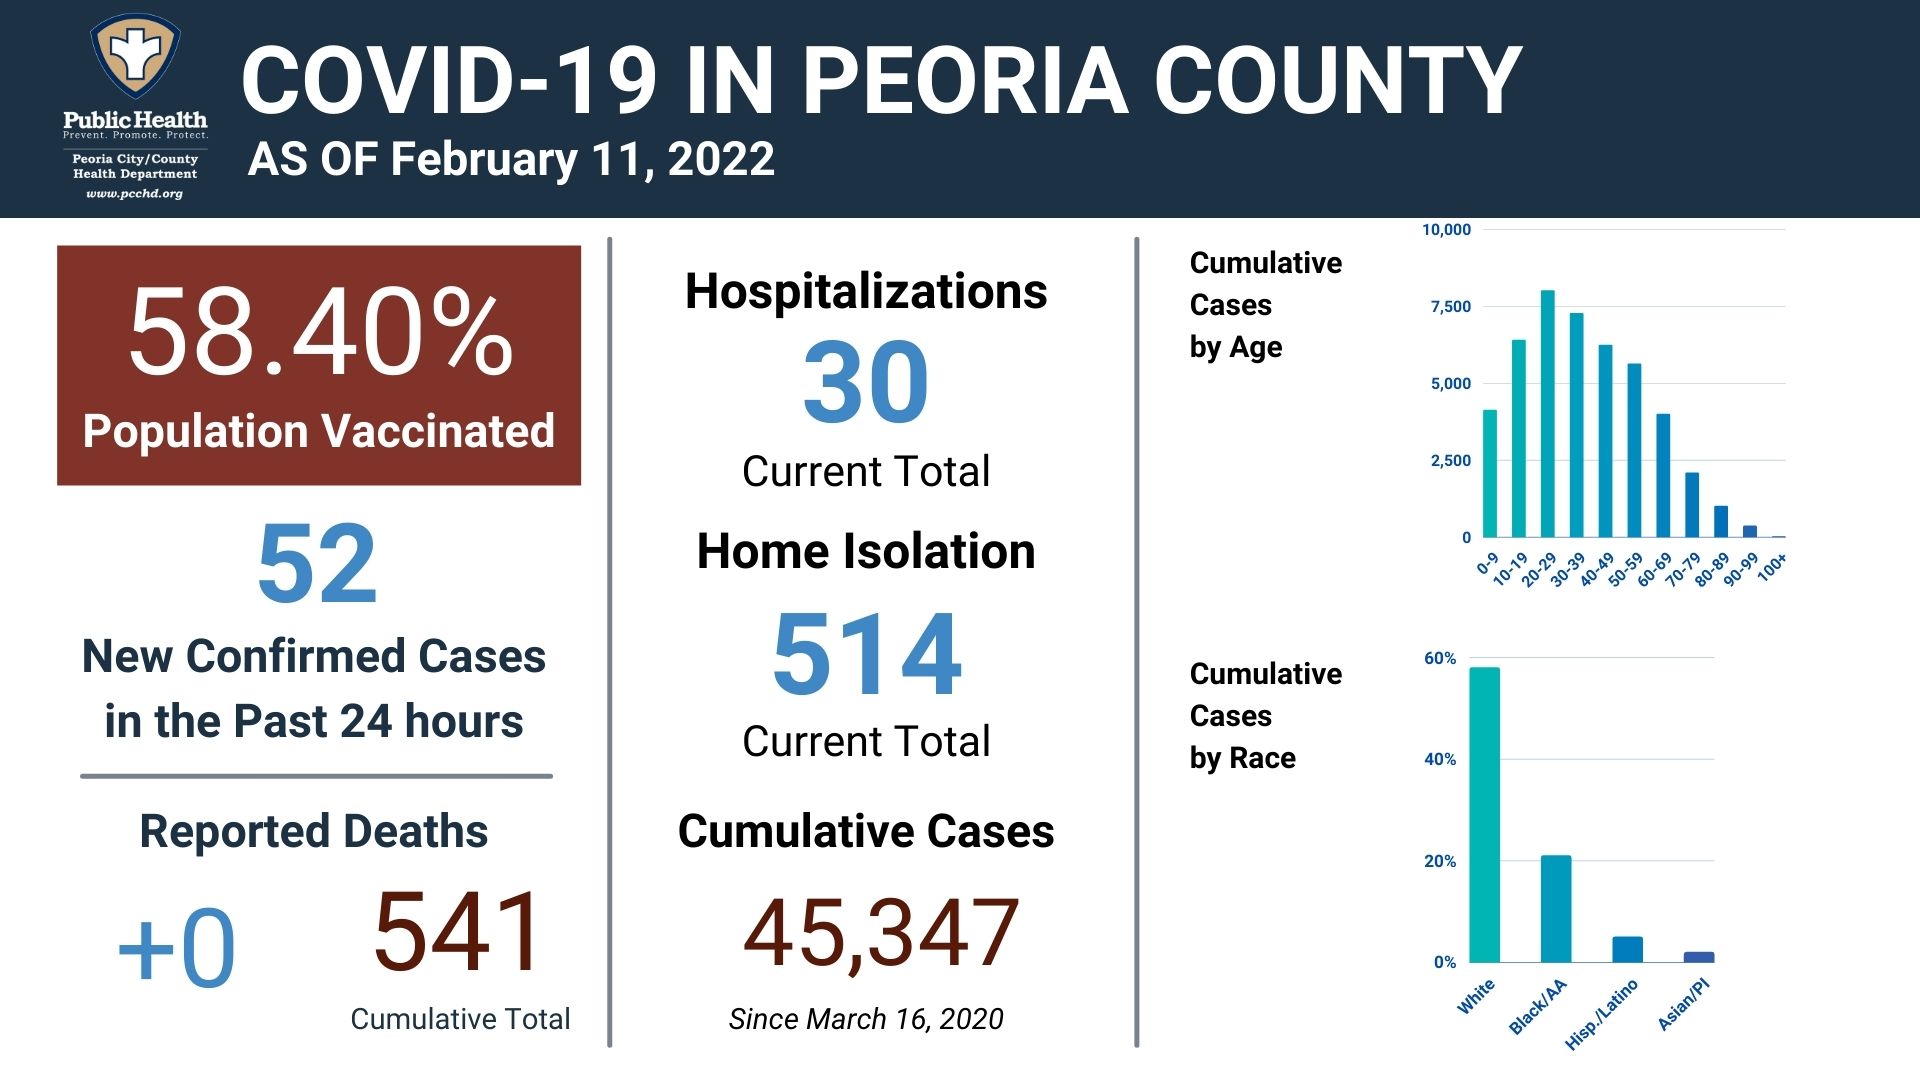 Public Health
Prevent. Promote. Protect.
Peoria City/County
Health Department
www.pcchd.org
COVID-19 IN PEORIA COUNTY
AS OF February 11, 2022
58.40%
Population Vaccinated
52
New Confirmed Cases
in the Past 24 hours
Reported Deaths
+0
541
Cumulative Total
Hospitalizations
30
Current Total
Home Isolation
514
Current Total
Cumulative Cases
45,347
Since March 16, 2020
Cumulative
Cases
by Age
10,000
7,500
5,000
2,500
0
0-9
10-19
20-29
30-39
40-49
50-59
60-69
70-79
80-89
90-99
100+
Cumulative
Cases
by Race
60%
40%
20%
0%
White
Black/AA
Hisp./Latino
Asian/PI